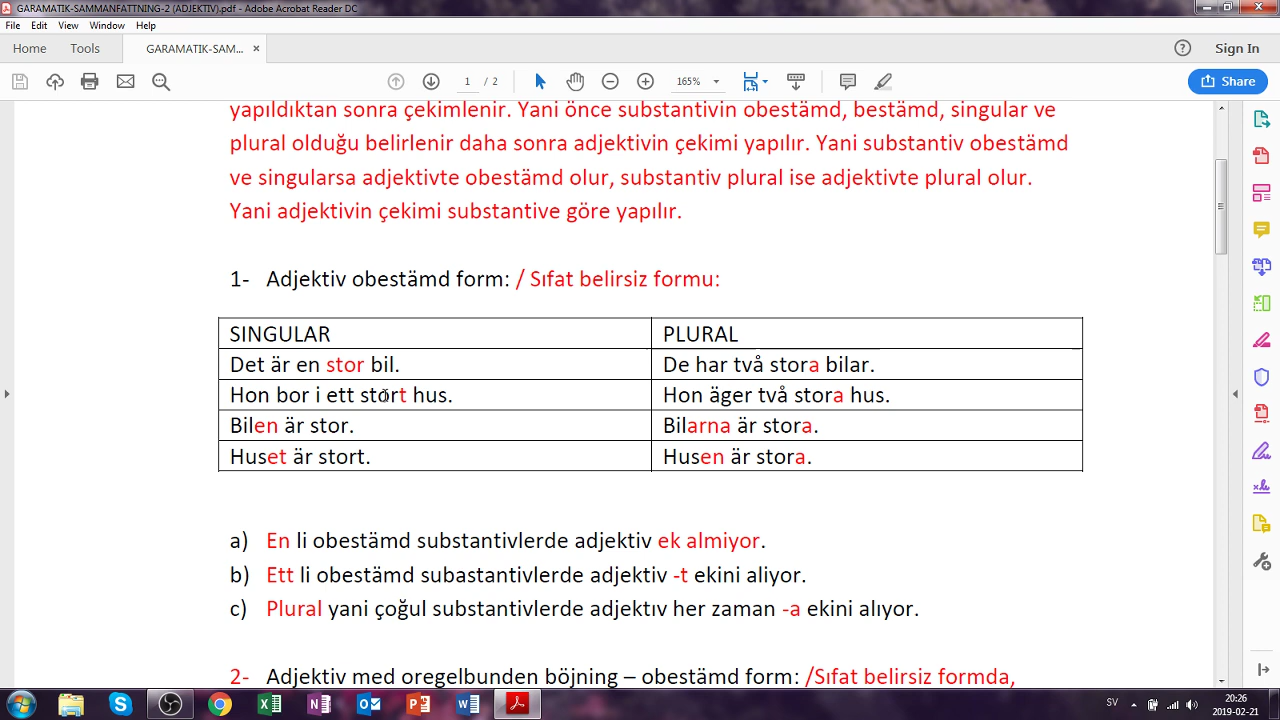 GARAMATIK-SAMMANFATTNING-2 (ADJEKTIV).pdf - Adobe Acrobat Reader DC
File Edit View Window Help
Home Tools GARAMATIK-SAM... × Sign In
1 / 2 165% Share
yapıldıktan sonra çekimlenir. Yani önce substantivin obestämd, bestämd, singular ve
plural olduğu belirlenir daha sonra adjektivin çekimi yapılır. Yani substantiv obestämd
ve singularsa adjektivte obestämd olur, substantiv plural ise adjektivte plural olur.
Yani adjektivin çekimi substantive göre yapılır.
1- Adjektiv obestämd form: / Sıfat belirsiz formu:
SINGULAR PLURAL
Det är en stor bil. De har två stora bilar.
Hon bor i ett stort hus. Hon äger två stora hus.
Bilen är stor. Bilarna är stora.
Huset är stort. Husen är stora.
a) En li obestämd substantivlerde adjektiv ek almiyor.
b) Ett li obestämd subastantivlerde adjektiv -t ekini aliyor.
c) Plural yani çoğul substantivlerde adjektıv her zaman -a ekini alıyor.
2- Adjektiv med oregelbunden böjning – obestämd form: /Sıfat belirsiz formda,
SV 20:26
2019-02-21